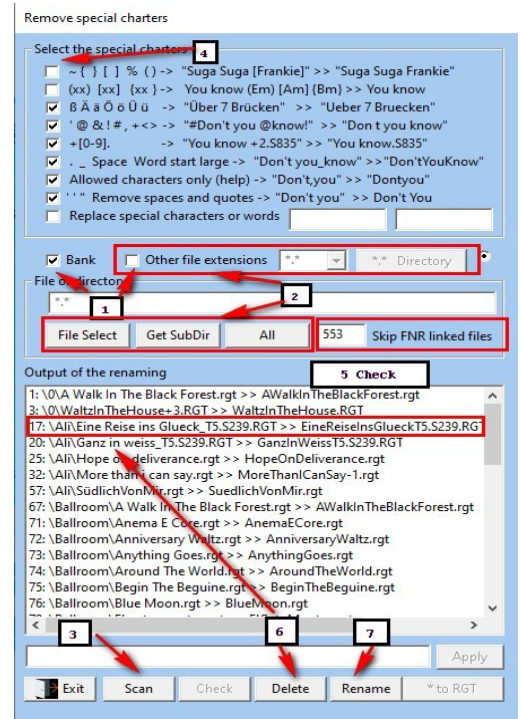 Remove special charters
Select the special charters
4
~ { } [ ] % ( ) -> "Suga Suga [Frankie]" >> "Suga Suga Frankie"
(xx) [xx] {xx } -> You know (Em) [Am] {Bm} >> You know
ß Ä ä Ö ö Ü ü -> "Über 7 Brücken" >> "Ueber 7 Bruecken"
' @ & ! # , + < > -> "#Don't you @know!" >> "Don t you know"
+[0-9]. -> "You know +2.S835" >> "You know.S835"
. _ Space Word start large -> "Don't you_know" >>"Don'tYouKnow"
Allowed characters only (help) -> "Don't,you" >> "Dontyou"
' ' " Remove spaces and quotes -> "Don't you" >> Don't You
Replace special characters or words
Bank Other file extensions *.* *.* Directory
File or directory
1 2
*.*
File Select Get SubDir All 553 Skip FNR linked files
Output of the renaming 5 Check
1: \0\A Walk In The Black Forest.rgt >> AWalkInTheBlackForest.rgt
3: \0\WaltzInTheHouse+3.RGT >> WaltzInTheHouse.RGT
17: \Ali\Eine Reise ins Glueck_T5.S239.RGT >> EineReiseInsGlueckT5.S239.RGT
20: \Ali\Ganz in weiss_T5.S239.RGT >> GanzInWeissT5.S239.RGT
25: \Ali\Hope on deliverance.rgt >> HopeOnDeliverance.rgt
32: \Ali\More than i can say.rgt >> MoreThanICanSay-1.rgt
57: \Ali\SüdlichVonMir.rgt >> SuedlichVonMir.rgt
67: \Ballroom\A Walk In The Black Forest.rgt >> AWalkInTheBlackForest.rgt
71: \Ballroom\Anema E Core.rgt >> AnemaECore.rgt
72: \Ballroom\Anniversary Waltz.rgt >> AnniversaryWaltz.rgt
73: \Ballroom\Anything Goes.rgt >> AnythingGoes.rgt
74: \Ballroom\Around The World.rgt >> AroundTheWorld.rgt
75: \Ballroom\Begin The Beguine.rgt >> BeginTheBeguine.rgt
76: \Ballroom\Blue Moon.rgt >> BlueMoon.rgt
3 6 7
Apply
Exit Scan Check Delete Rename * to RGT